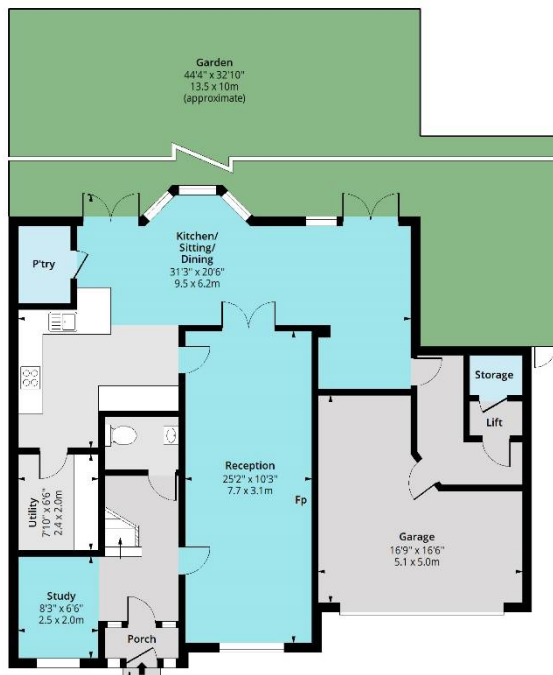 Garden
44'4" x 32'10"
13.5 x 10m
(approximate)
Kitchen/
Sitting/
Dining
31'3" x 20'6"
9.5 x 6.2m
P'try
Storage
Lift
Reception
25'2" x 10'3"
7.7 x 3.1m
Fp
Utility
7'10" x 6'6"
2.4 x 2.0m
Garage
16'9" x 16'6"
5.1 x 5.0m
Study
8'3" x 6'6"
2.5 x 2.0m
Porch